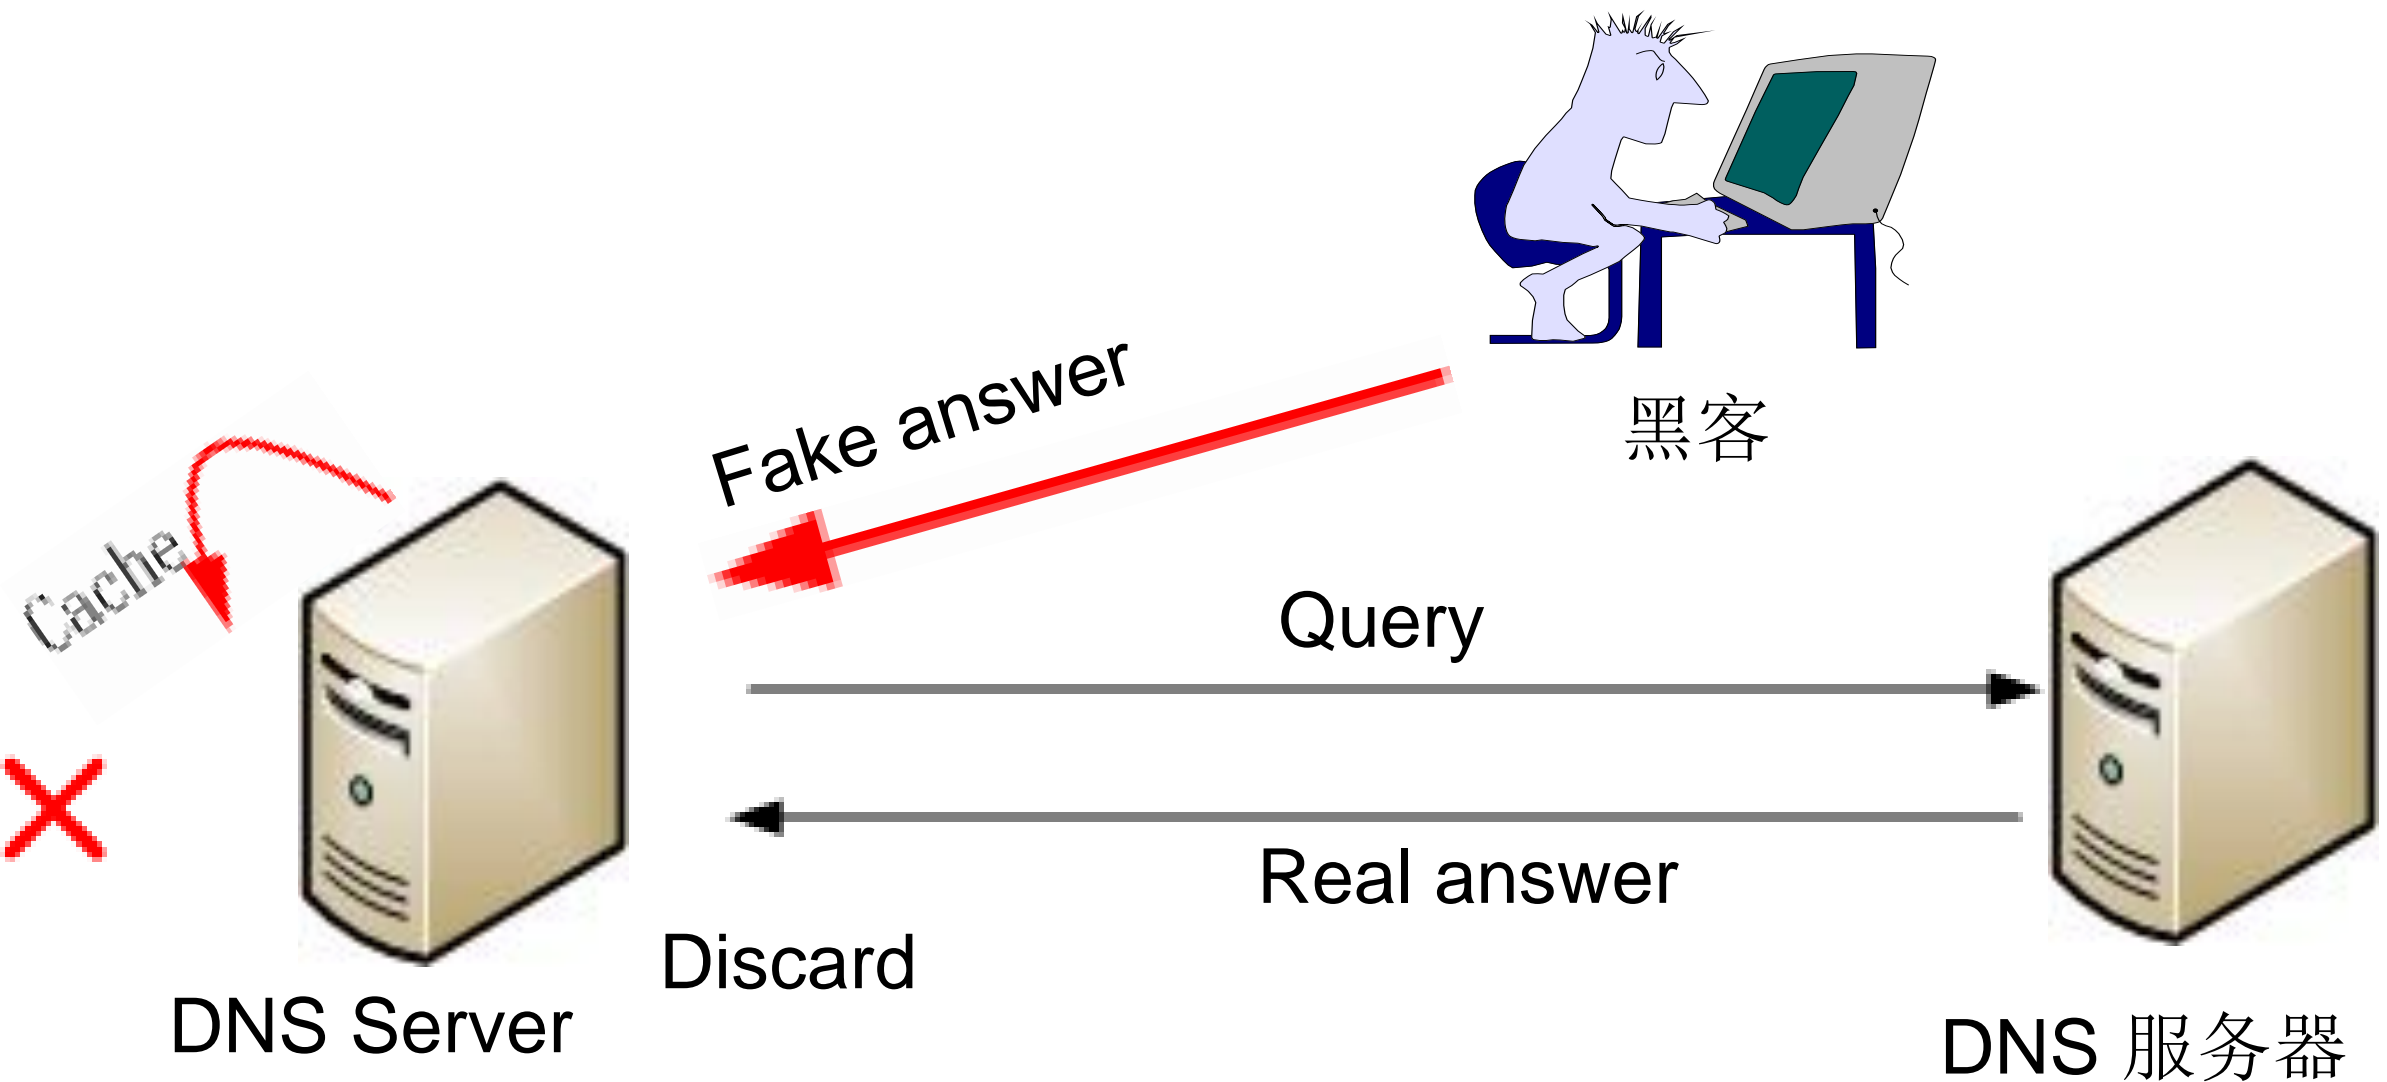 Fake answer
黑客
Cache
Query
Real answer
Discard
DNS Server
DNS 服务器